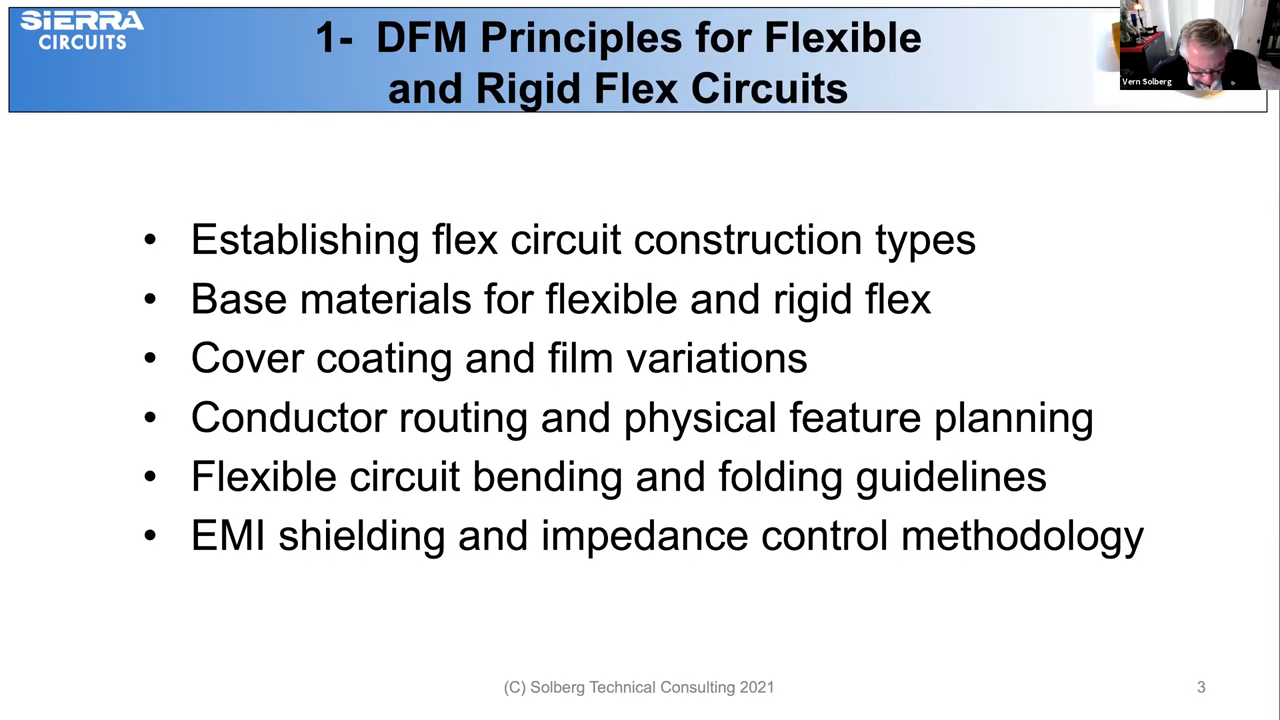 SiERRA
CIRCUITS
1- DFM Principles for Flexible
and Rigid Flex Circuits
Vern Solberg
• Establishing flex circuit construction types
• Base materials for flexible and rigid flex
• Cover coating and film variations
• Conductor routing and physical feature planning
• Flexible circuit bending and folding guidelines
• EMI shielding and impedance control methodology
(C) Solberg Technical Consulting 2021
3